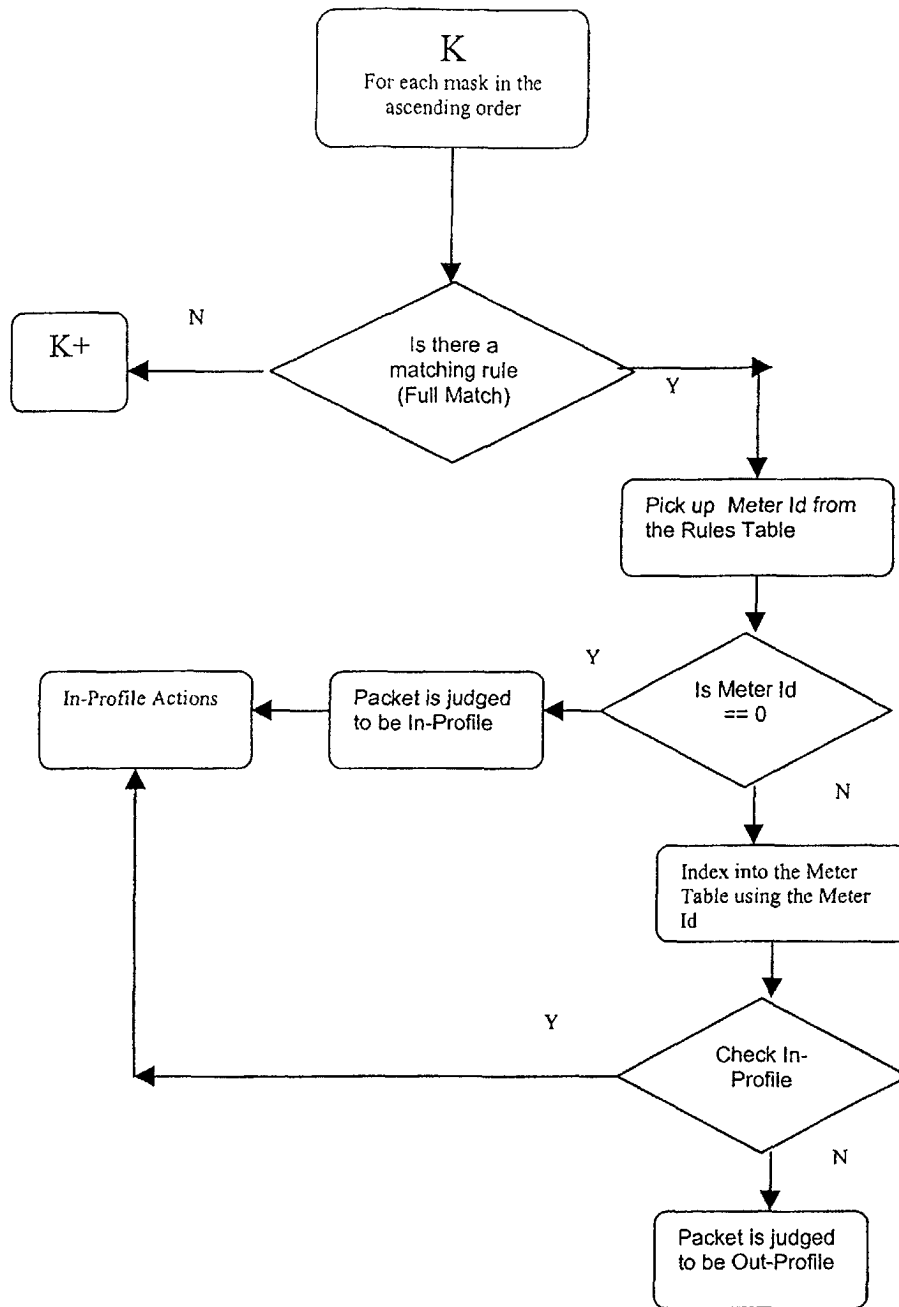 K
For each mask in the
ascending order
N
K+
Is there a
matching rule
(Full Match)
Y
Pick up Meter Id from
the Rules Table
Y
In-Profile Actions
Packet is judged
to be In-Profile
Is Meter Id
== 0
N
Index into the Meter
Table using the Meter
Id
Y
Check In-
Profile
N
Packet is judged
to be Out-Profile